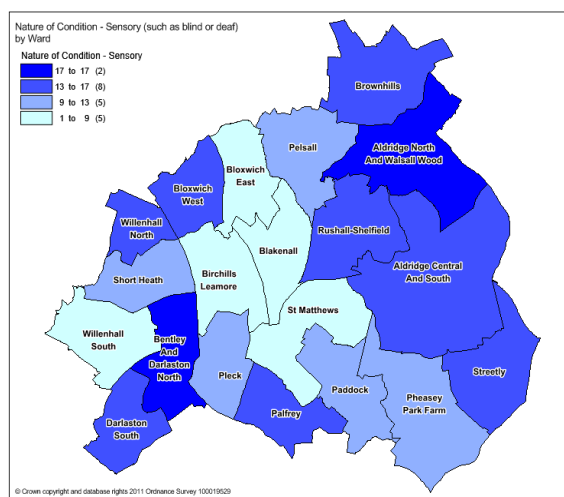 Nature of Condition - Sensory (such as blind or deaf)
by Ward
Nature of Condition - Sensory
17 to 17 (2)
13 to 17 (8)
9 to 13 (5)
1 to 9 (5)
Brownhills
Pelsall
Aldridge North
And Walsall Wood
Bloxwich
East
Bloxwich
West
Willenhall
North
Rushall-Shelfield
Blakenall
Short Heath
Birchills
Leamore
Aldridge Central
And South
St Matthews
Willenhall
South
Bentley
And
Darlaston
North
Pleck
Paddock
Streetly
Pheasey
Park Farm
Palfrey
Darlaston
South
© Crown copyright and database rights 2011 Ordnance Survey 100019529